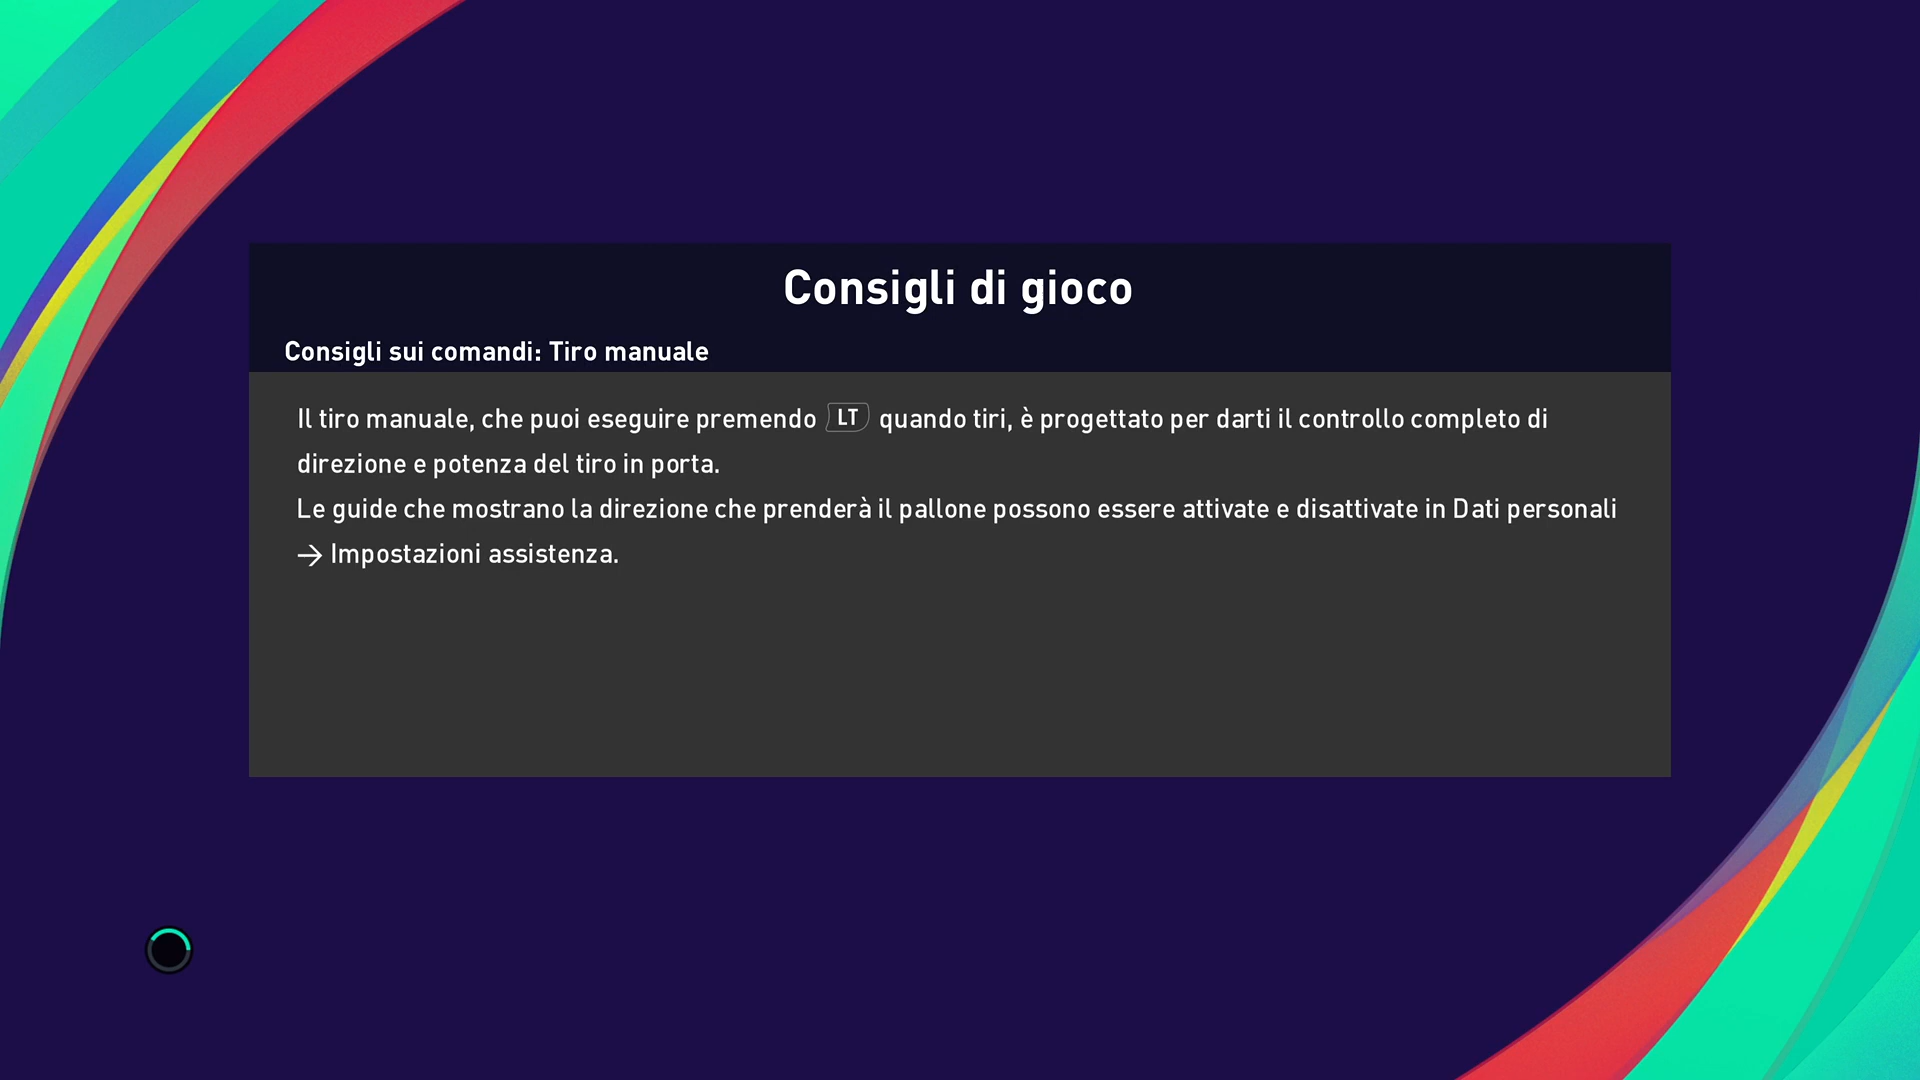 Consigli di gioco
Consigli sui comandi: Tiro manuale
Il tiro manuale, che puoi eseguire premendo LT quando tiri, è progettato per darti il controllo completo di
direzione e potenza del tiro in porta.
Le guide che mostrano la direzione che prenderà il pallone possono essere attivate e disattivate in Dati personali
→ Impostazioni assistenza.